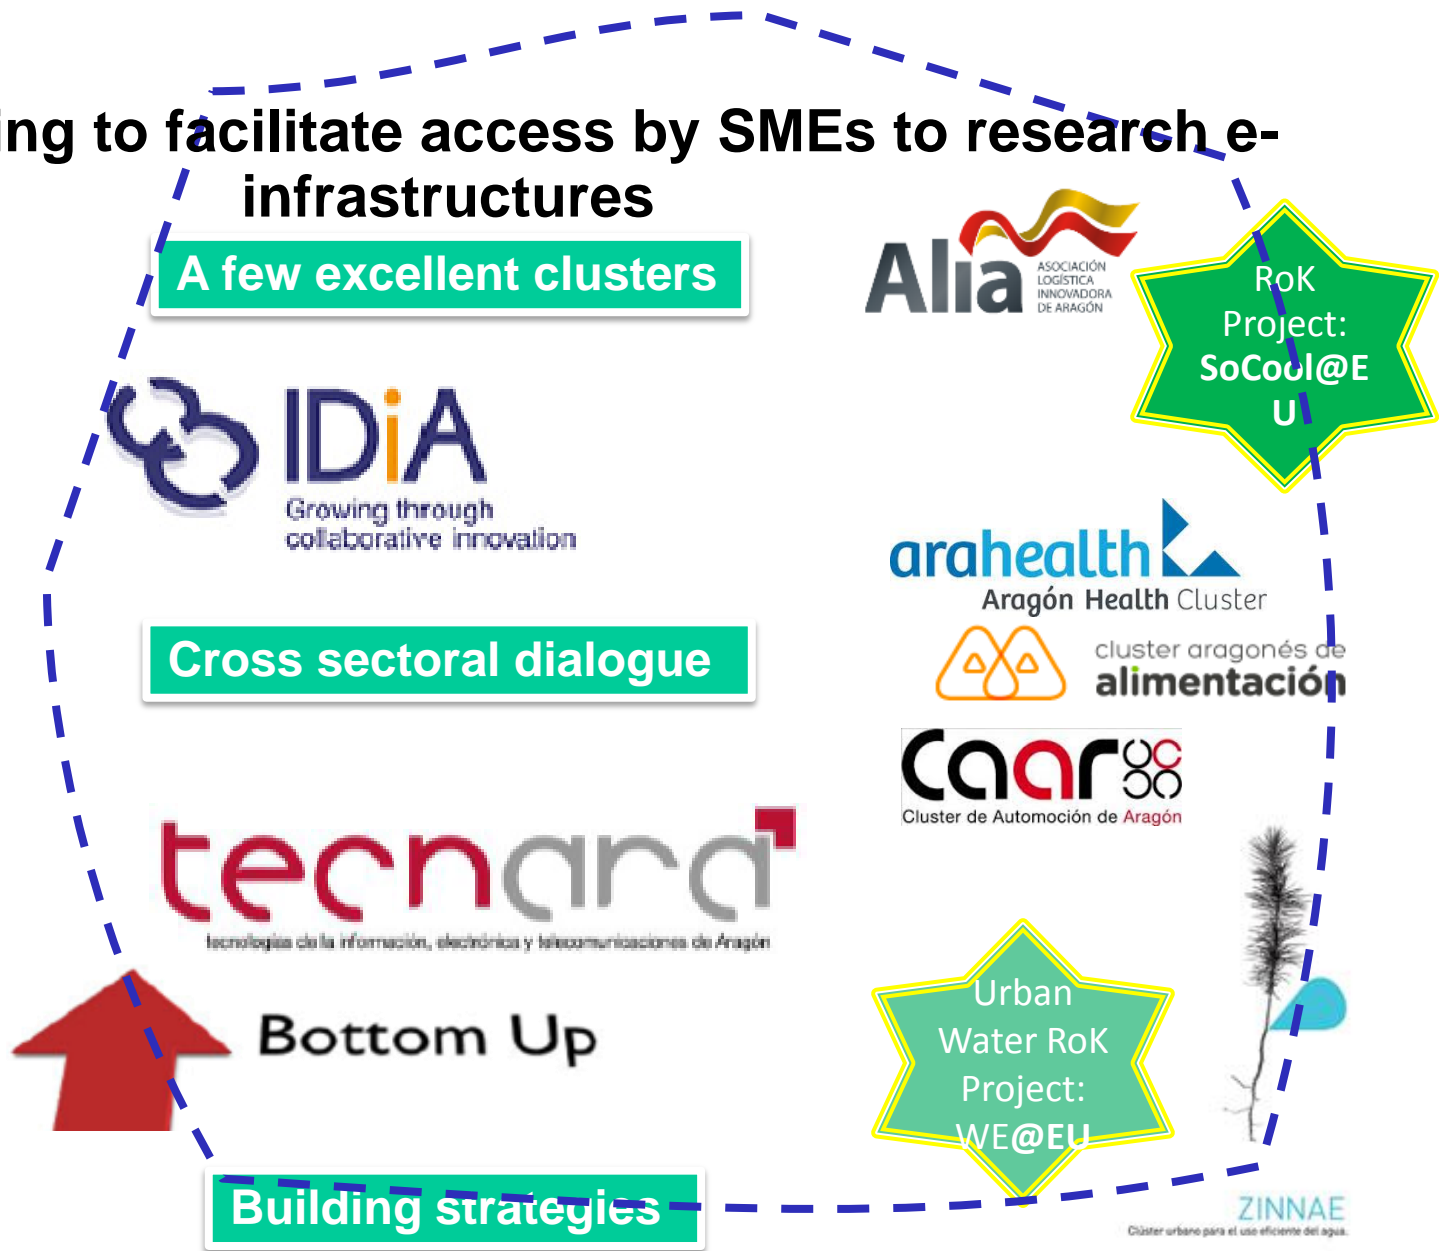 ing to facilitate access by SMEs to research e-
infrastructures
A few excellent clusters
Alia
ASOCIACIÓN
LOGÍSTICA
INNOVADORA
DE ARAGÓN
RoK
Project:
SoCool@E
U
IDiA
Growing through
collaborative innovation
arahealth
Aragón Health Cluster
Cross sectoral dialogue
cluster aragonés de
alimentación
caar
Cluster de Automoción de Aragón
tecnara
tecnologías de la información, electrónica y telecomunicaciones de Aragón
Urban
Water RoK
Project:
WE@EU
Bottom Up
Building strategies
ZINNAE
Clúster urbano para el uso eficiente del agua.